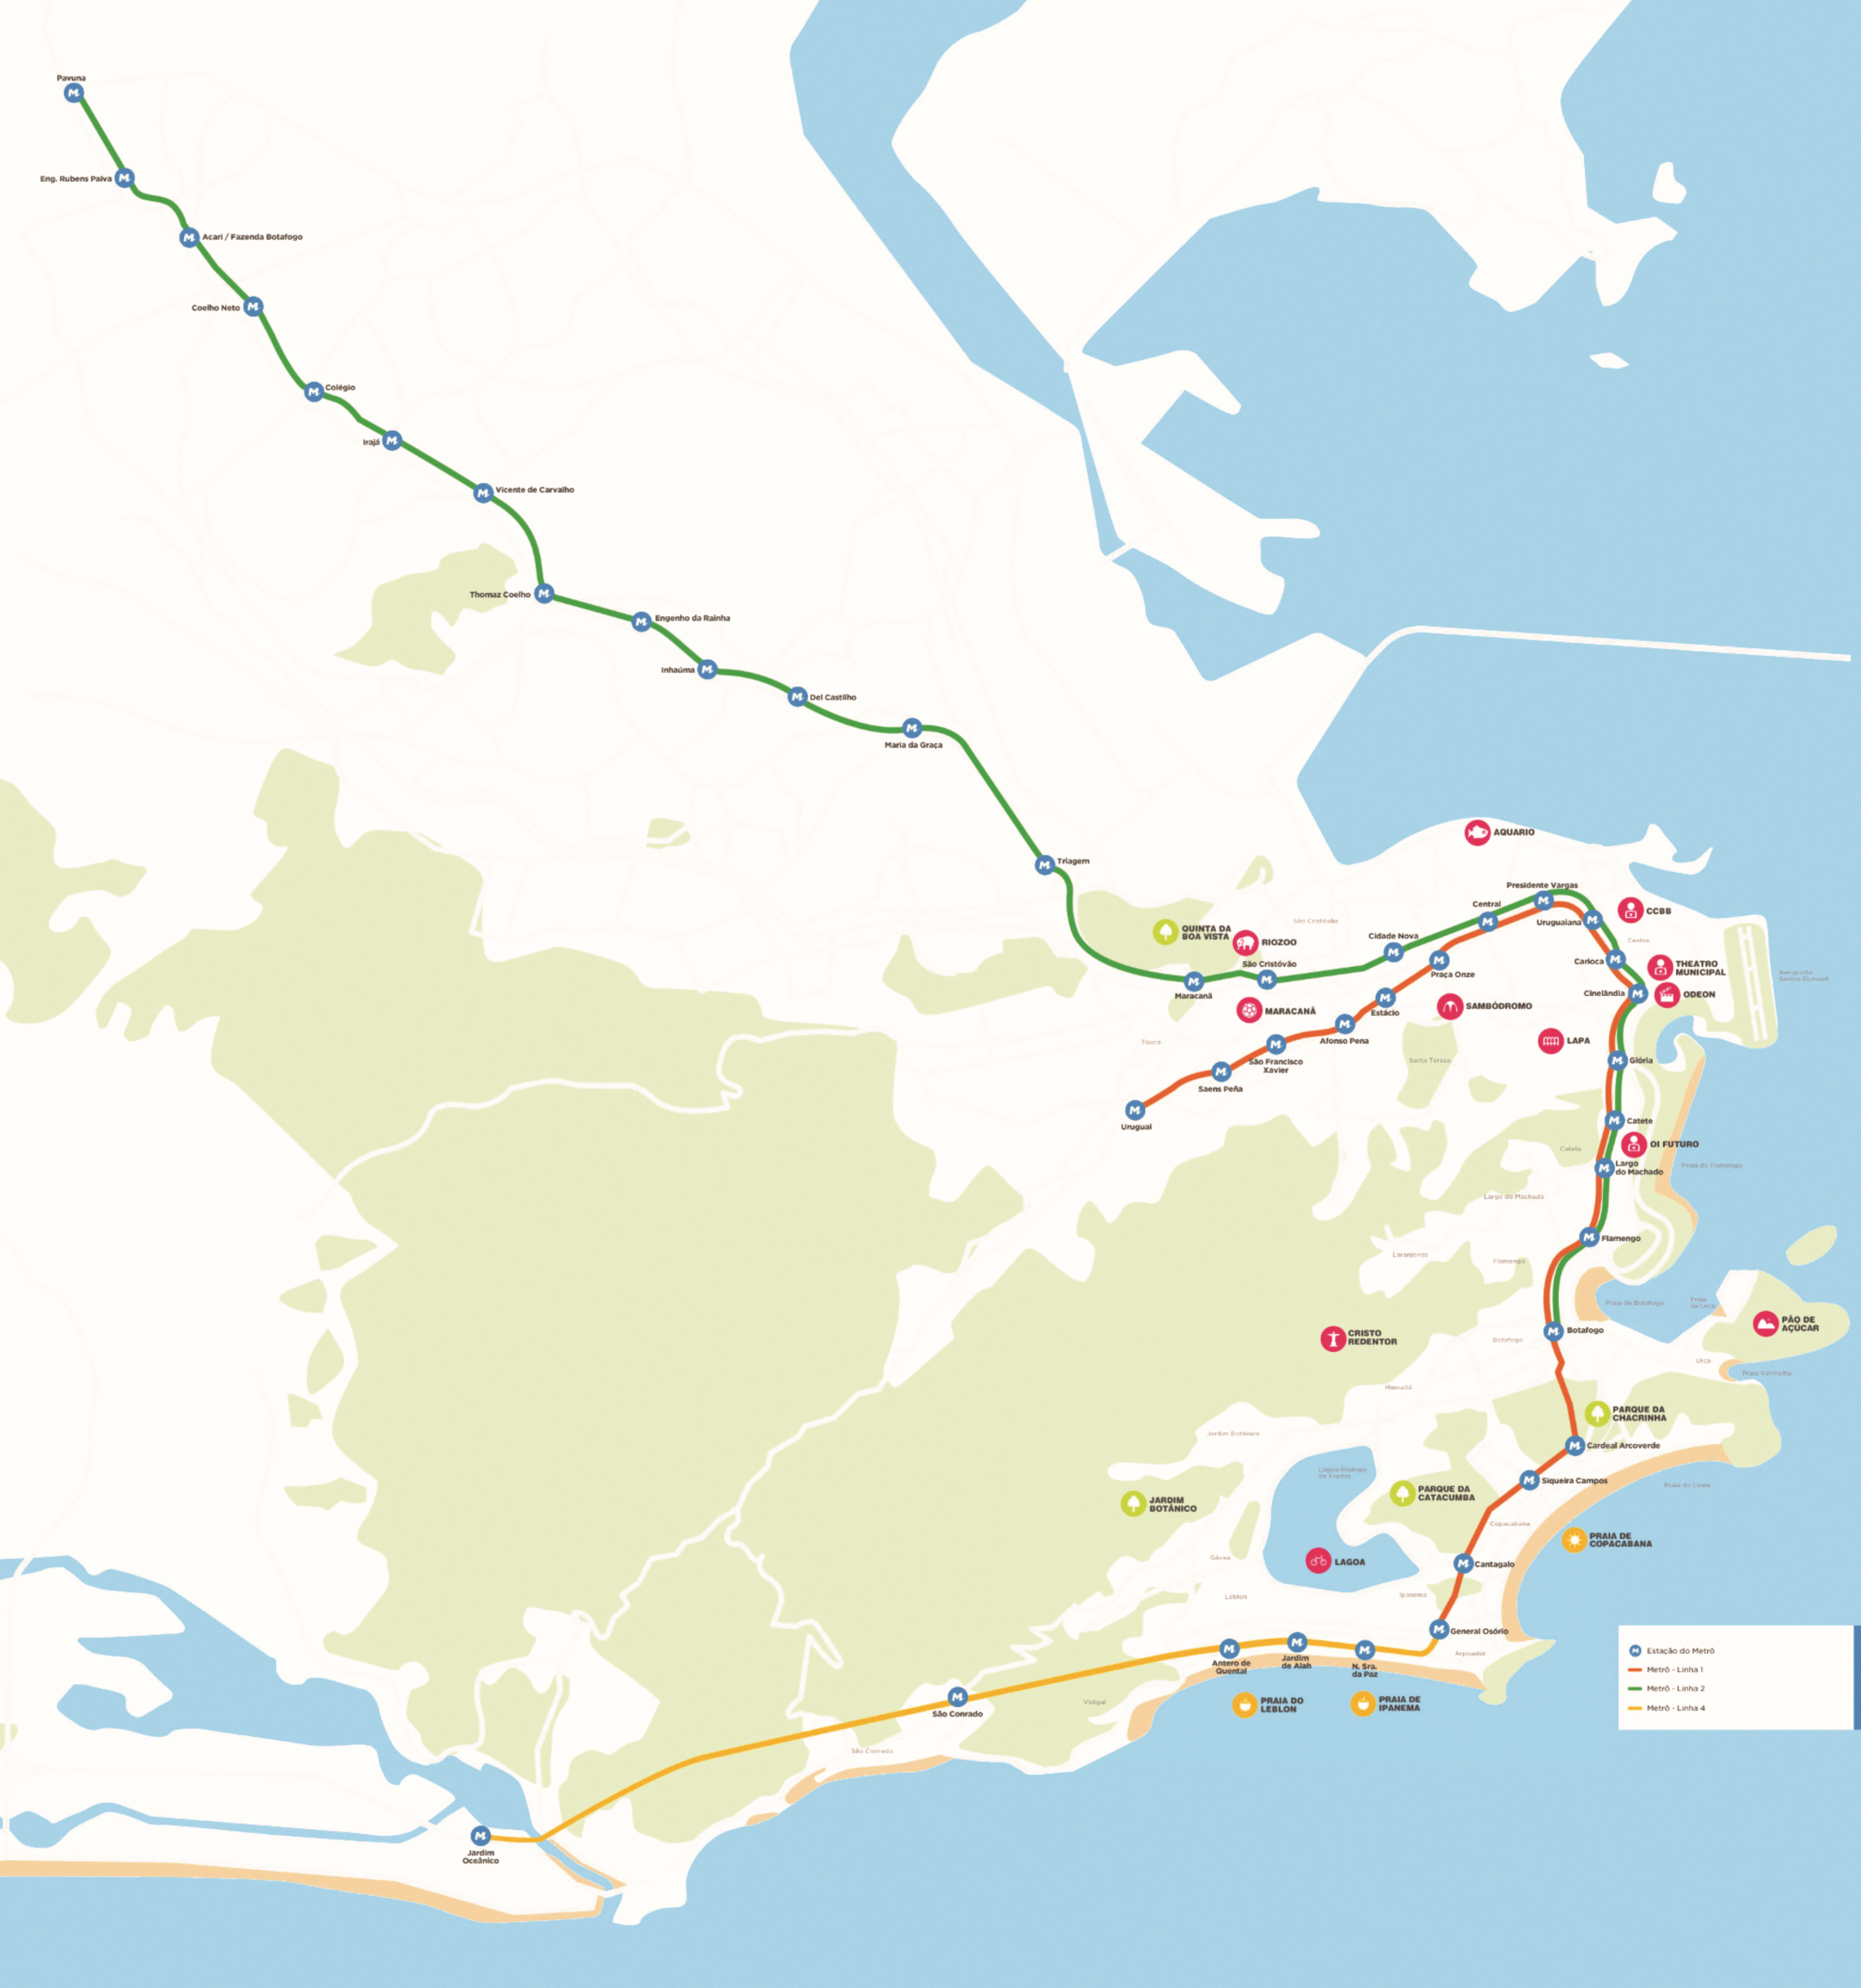 Pavuna
Eng. Rubens Paiva
Acari / Fazenda Botafogo
Coelho Neto
Colégio
Irajá
Vicente de Carvalho
Thomaz Coelho
Engenho da Rainha
Inhaúma
Del Castilho
Maria da Graça
Triagem
AQUARIO
Presidente Vargas
Central
Uruguaiana
CCBB
São Cristóvão
QUINTA DA
BOA VISTA
RIOZOO
Cidade Nova
Centro
Carioca
THEATRO
MUNICIPAL
Aeroporto
Santos Dumont
São Cristóvão
Praça Onze
Maracanã
Cinelândia
ODEON
MARACANÃ
Estácio
SAMBÓDROMO
Afonso Pena
LAPA
Tijuca
São Francisco
Xavier
Santa Teresa
Glória
Saens Peña
Uruguai
Catete
OI FUTURO
Catete
Largo
do Machado
Praia do Flamengo
Largo do Machado
Flamengo
Laranjeiras
Flamengo
Praia de Botafogo
Praia
da Urca
CRISTO
REDENTOR
Botafogo
Botafogo
PÃO DE
AÇÚCAR
Urca
Praia Vermelha
Humaitá
PARQUE DA
CHACRINHA
Jardim Botânico
Cardeal Arcoverde
Lagoa Rodrigo
de Freitas
Siqueira Campos
Praia do Leme
JARDIM
BOTÂNICO
PARQUE DA
CATACUMBA
Copacabana
PRAIA DE
COPACABANA
Gávea
LAGOA
Cantagalo
Leblon
Ipanema
General Osório
Arpoador
Antero de
Quental
Jardim
de Alah
N. Sra.
da Paz
São Conrado
Vidigal
PRAIA DO
LEBLON
PRAIA DE
IPANEMA
São Conrado
Jardim
Oceânico
Estação do Metrô
Metrô - Linha 1
Metrô - Linha 2
Metrô - Linha 4